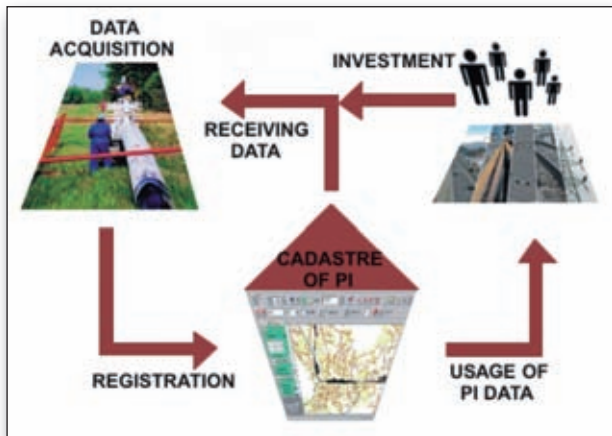 DATA
ACQUISITION
INVESTMENT
RECEIVING
DATA
CADASTRE
OF PI
REGISTRATION
USAGE OF
PI DATA